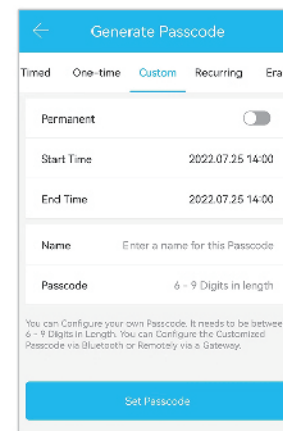 Generate Passcode
Timed One-time Custom Recurring Era
Permanent
Start Time 2022.07.25 14:00
End Time 2022.07.25 14:00
Name Enter a name for this Passcode
Passcode 6 - 9 Digits in length
You can Configure your own Passcode. It needs to be betwee
6 - 9 Digits in Length. You can Configure the Customized
Passcode via Bluetooth or Remotely via a Gateway.
Set Passcode